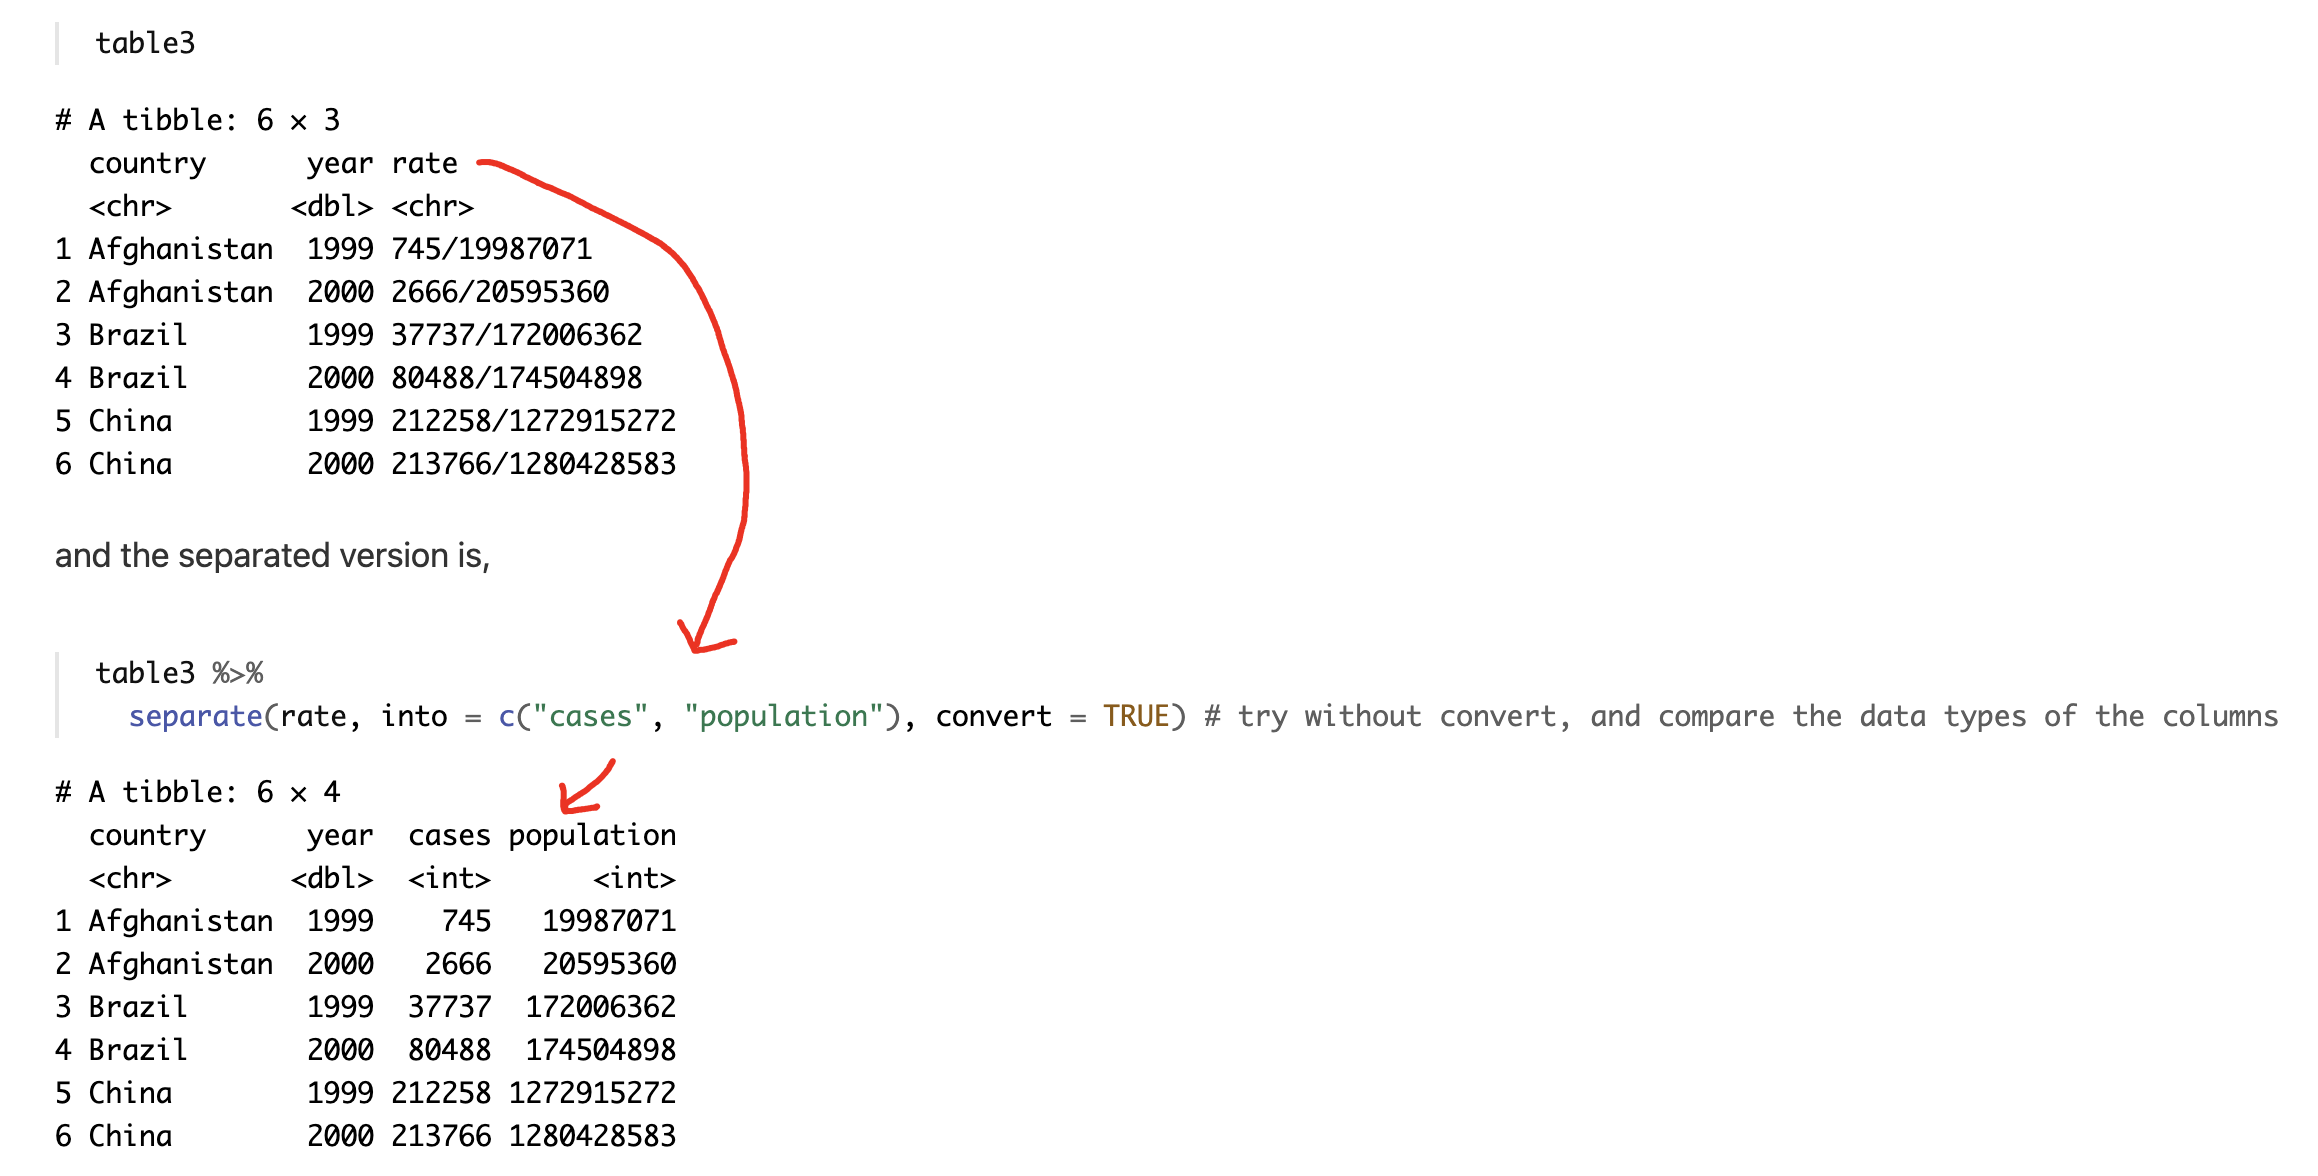 table3
# A tibble: 6 × 3
  country      year rate
  <chr>       <dbl> <chr>
1 Afghanistan  1999 745/19987071
2 Afghanistan  2000 2666/20595360
3 Brazil       1999 37737/172006362
4 Brazil       2000 80488/174504898
5 China        1999 212258/1272915272
6 China        2000 213766/1280428583
and the separated version is,
table3 %>%
  separate(rate, into = c("cases", "population"), convert = TRUE) # try without convert, and compare the data types of the columns
# A tibble: 6 × 4
  country      year  cases population
  <chr>       <dbl>  <int>      <int>
1 Afghanistan  1999    745   19987071
2 Afghanistan  2000   2666   20595360
3 Brazil       1999  37737  172006362
4 Brazil       2000  80488  174504898
5 China        1999 212258 1272915272
6 China        2000 213766 1280428583